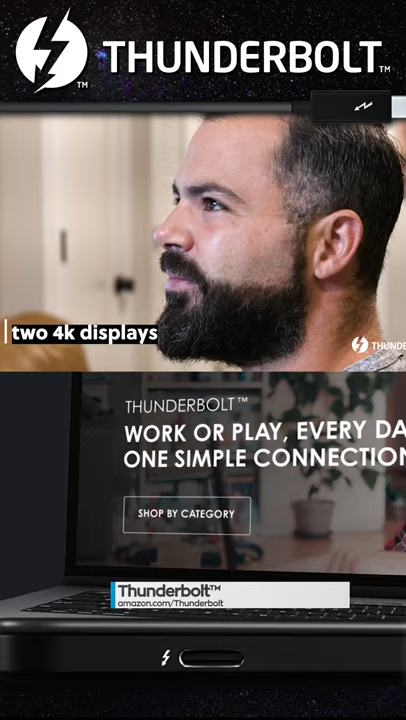 THUNDERBOLT™
two 4k displays
THUNDE
THUNDERBOLT™
WORK OR PLAY, EVERY DA
ONE SIMPLE CONNECTION
SHOP BY CATEGORY
Thunderbolt™
amazon.com/Thunderbolt